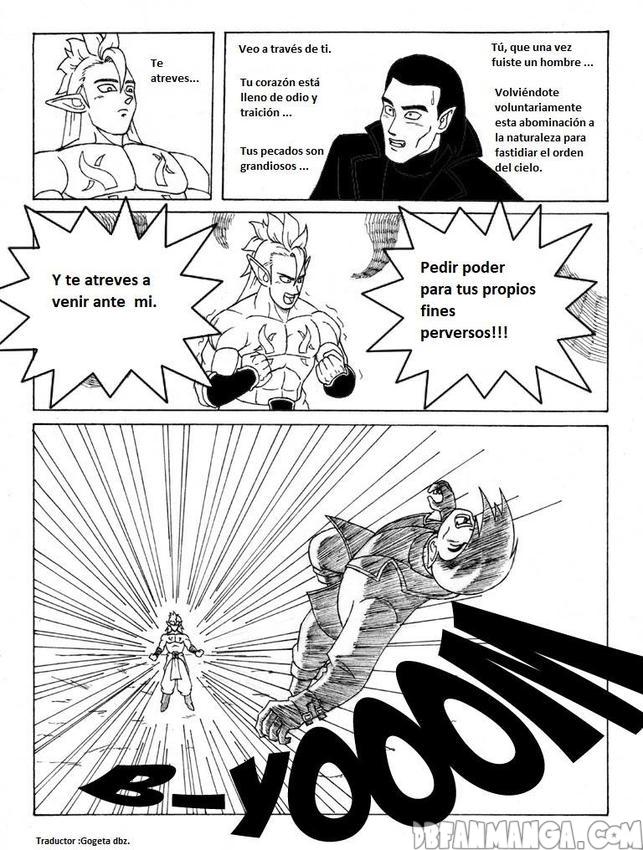 Te
atreves...
Veo a través de ti.
Tu corazón está
lleno de odio y
traición ...
Tus pecados son
grandiosos ...
Tú, que una vez
fuiste un hombre ...
Volviéndote
voluntariamente
esta abominación a
la naturaleza para
fastidiar el orden
del cielo.
Y te atreves a
venir ante mi.
Pedir poder
para tus propios
fines
perversos!!!
B-YOOOM
Traductor :Gogeta dbz.
DBFANMANGA.COM